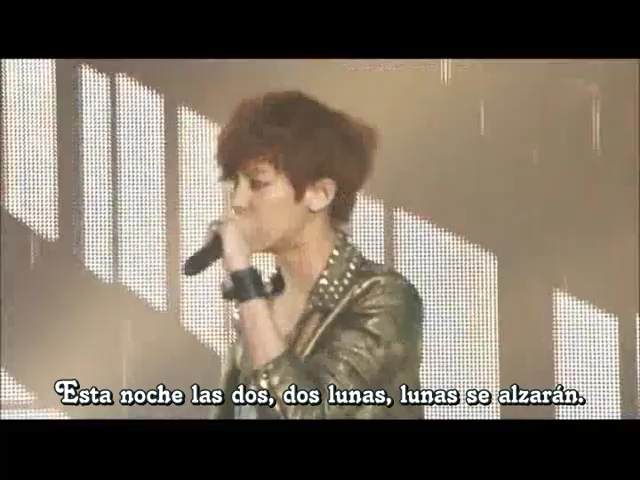 Esta noche las dos, dos lunas, lunas se alzarán.